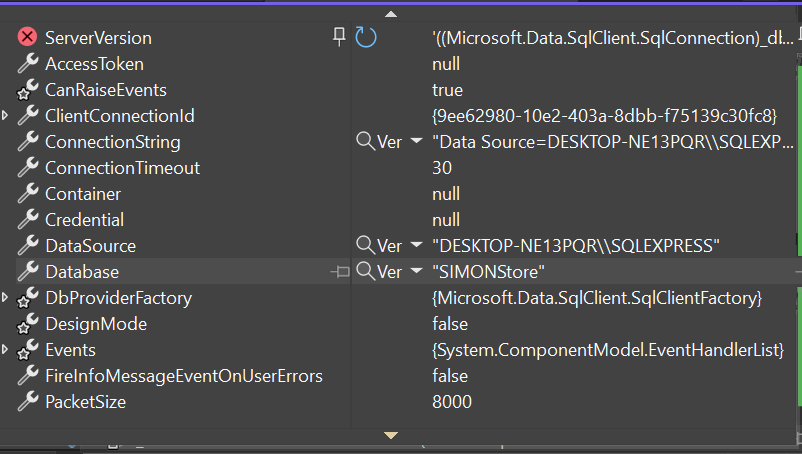 ServerVersion '((Microsoft.Data.SqlClient.SqlConnection)_dl...
AccessToken null
CanRaiseEvents true
ClientConnectionId {9ee62980-10e2-403a-8dbb-f75139c30fc8}
ConnectionString Ver "Data Source=DESKTOP-NE13PQR\\SQLEXP...
ConnectionTimeout 30
Container null
Credential null
DataSource Ver "DESKTOP-NE13PQR\\SQLEXPRESS"
Database Ver "SIMONStore"
DbProviderFactory {Microsoft.Data.SqlClient.SqlClientFactory}
DesignMode false
Events {System.ComponentModel.EventHandlerList}
FireInfoMessageEventOnUserErrors false
PacketSize 8000